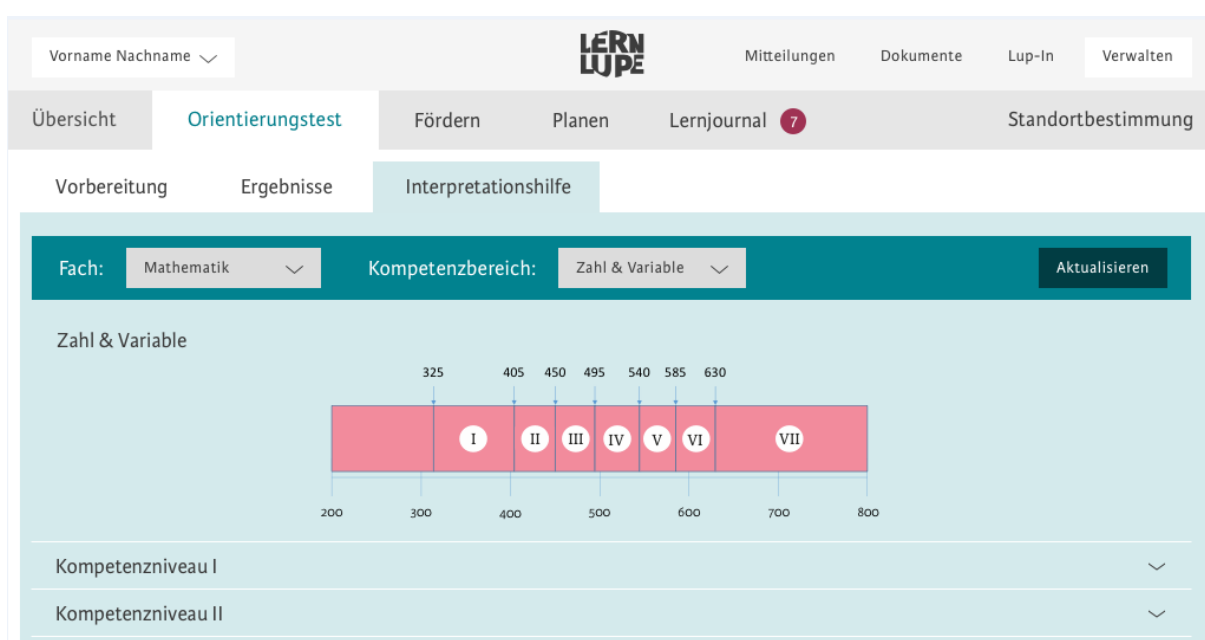 Vorname Nachname
LERN
LUPE
Mitteilungen Dokumente Lup-In Verwalten
Übersicht Orientierungstest Fördern Planen Lernjournal 7 Standortbestimmung
Vorbereitung Ergebnisse Interpretationshilfe
Fach: Mathematik Kompetenzbereich: Zahl & Variable Aktualisieren
Zahl & Variable
325 405 450 495 540 585 630
I II III IV V VI VII
200 300 400 500 600 700 800
Kompetenzniveau I
Kompetenzniveau II